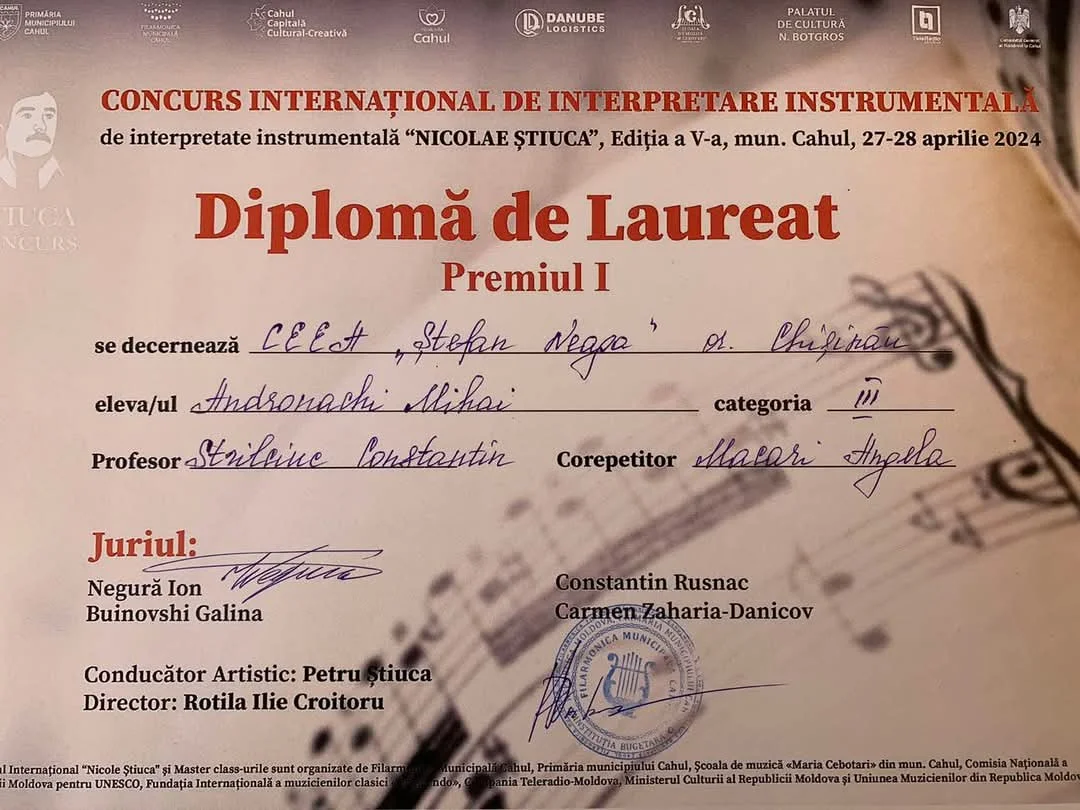 PRIMĂRIA
MUNICIPIULUI
CAHUL
FILARMONICA
MUNICIPALĂ
CAHUL
Cahul
Capitală
Cultural-Creativă
Cahul
DANUBE
LOGISTICS
PALATUL
DE CULTURĂ
N. BOTGROS
CONCURS INTERNAȚIONAL DE INTERPRETARE INSTRUMENTALĂ
de interpretate instrumentală “NICOLAE ȘTIUCA”, Ediția a V-a, mun. Cahul, 27-28 aprilie 2024
ȘTIUCA
CONCURS
Diplomă de Laureat
Premiul I
se decernează CEEA „Ștefan Neaga” or. Chișinău
eleva/ul Andronachi Mihai categoria III
Profesor Strilciuc Constantin Corepetitor Macari Angela
Juriul:
Negură Ion Constantin Rusnac
Buinovshi Galina Carmen Zaharia-Danicov
Conducător Artistic: Petru Știuca
Director: Rotila Ilie Croitoru
FILARMONICA MUNICIPALĂ
Internațional “Nicole Știuca” și Master class-urile sunt organizate de Filarmonica Municipală Cahul, Primăria municipiului Cahul, Școala de muzică «Maria Cebotari» din mun. Cahul, Comisia Națională a
Moldova pentru UNESCO, Fundația Internațională a muzicienilor clasici Compania Teleradio-Moldova, Ministerul Culturii al Republicii Moldova și Uniunea Muzicienilor din Republica